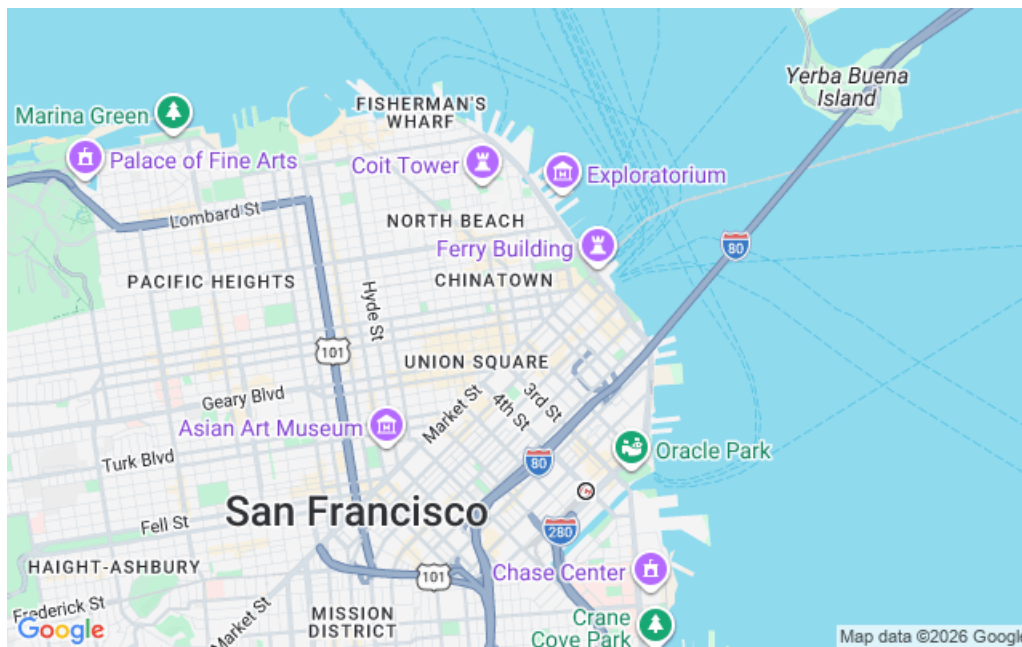 Yerba Buena
Island
FISHERMAN'S
WHARF
Marina Green
Palace of Fine Arts
Coit Tower
Exploratorium
Lombard St
NORTH BEACH
Ferry Building
80
PACIFIC HEIGHTS
CHINATOWN
Hyde St
101
UNION SQUARE
Geary Blvd
Market St
3rd St
4th St
Asian Art Museum
Oracle Park
Turk Blvd
80
San Francisco
Fell St
280
HAIGHT-ASHBURY
101
Chase Center
Frederick St
Market St
MISSION
DISTRICT
Crane
Cove Park
Google
Map data ©2026 Google